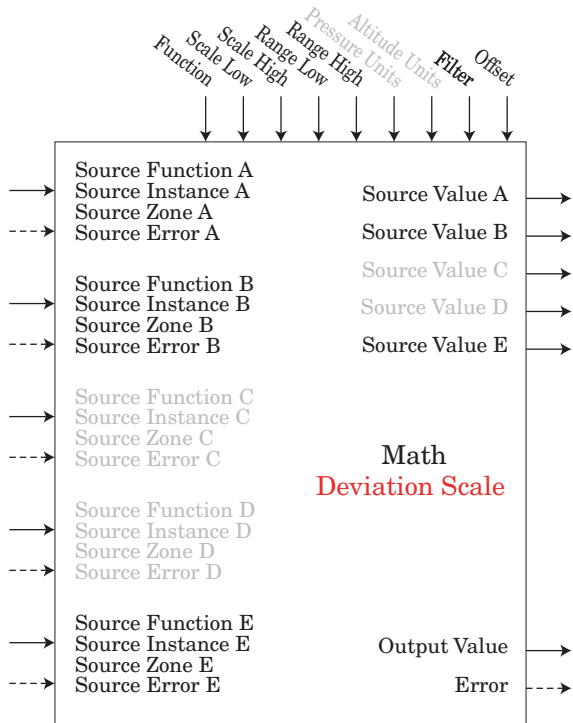 Function
Scale Low
Scale High
Range Low
Range High
Pressure Units
Altitude Units
Filter
Offset
Source Function A
Source Instance A
Source Zone A
Source Error A
Source Function B
Source Instance B
Source Zone B
Source Error B
Source Function C
Source Instance C
Source Zone C
Source Error C
Source Function D
Source Instance D
Source Zone D
Source Error D
Source Function E
Source Instance E
Source Zone E
Source Error E
Source Value A
Source Value B
Source Value C
Source Value D
Source Value E
Math
Deviation Scale
Output Value
Error